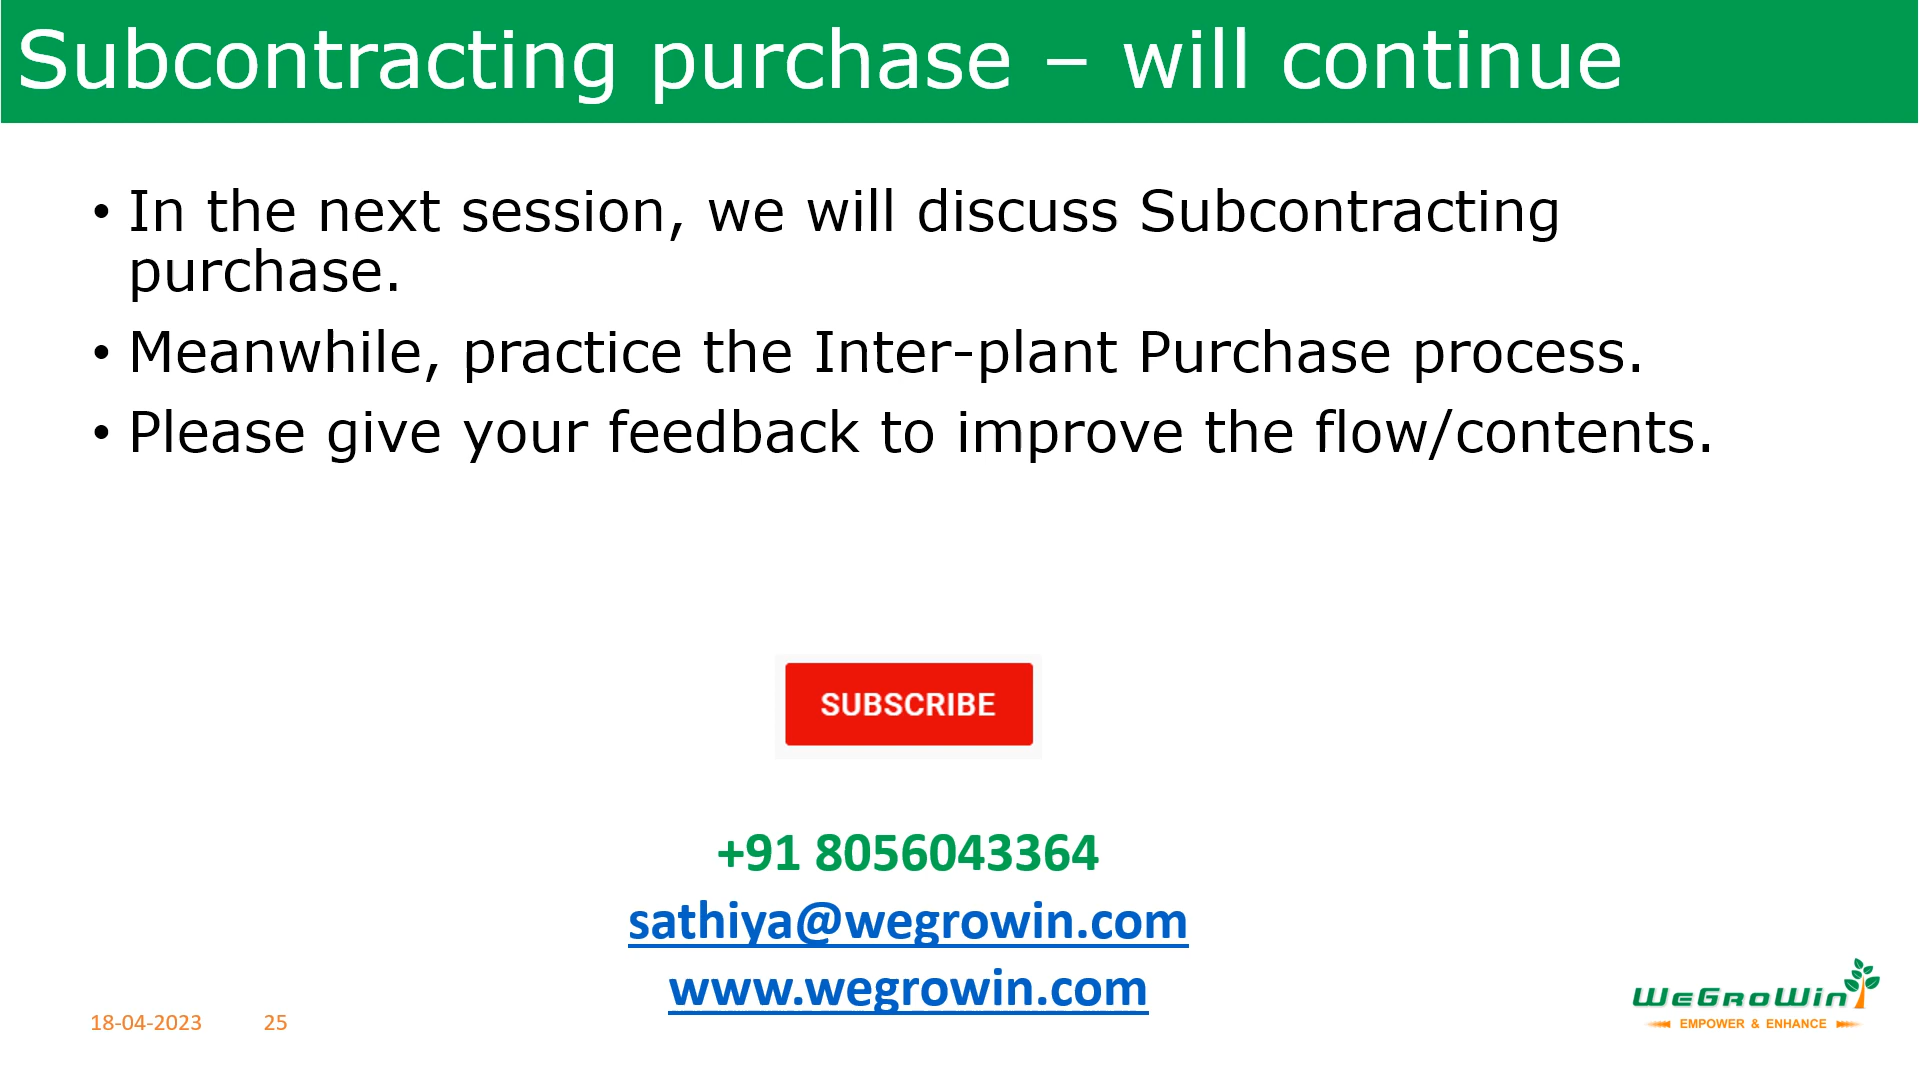 Subcontracting purchase – will continue
• In the next session, we will discuss Subcontracting
purchase.
• Meanwhile, practice the Inter-plant Purchase process.
• Please give your feedback to improve the flow/contents.
SUBSCRIBE
+91 8056043364
sathiya@wegrowin.com
www.wegrowin.com
18-04-2023 25
WeGroWin
EMPOWER & ENHANCE